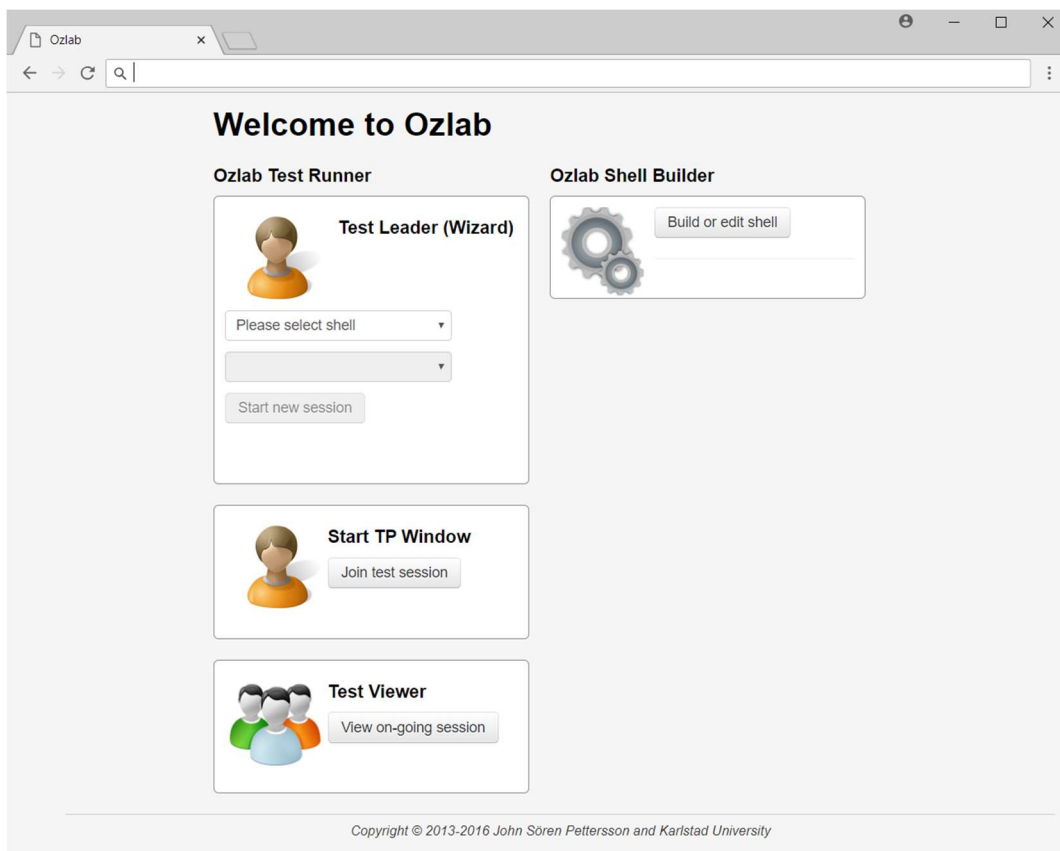 Ozlab
Welcome to Ozlab
Ozlab Test Runner
Test Leader (Wizard)
Please select shell
Start new session
Start TP Window
Join test session
Test Viewer
View on-going session
Ozlab Shell Builder
Build or edit shell
Copyright © 2013-2016 John Sören Pettersson and Karlstad University